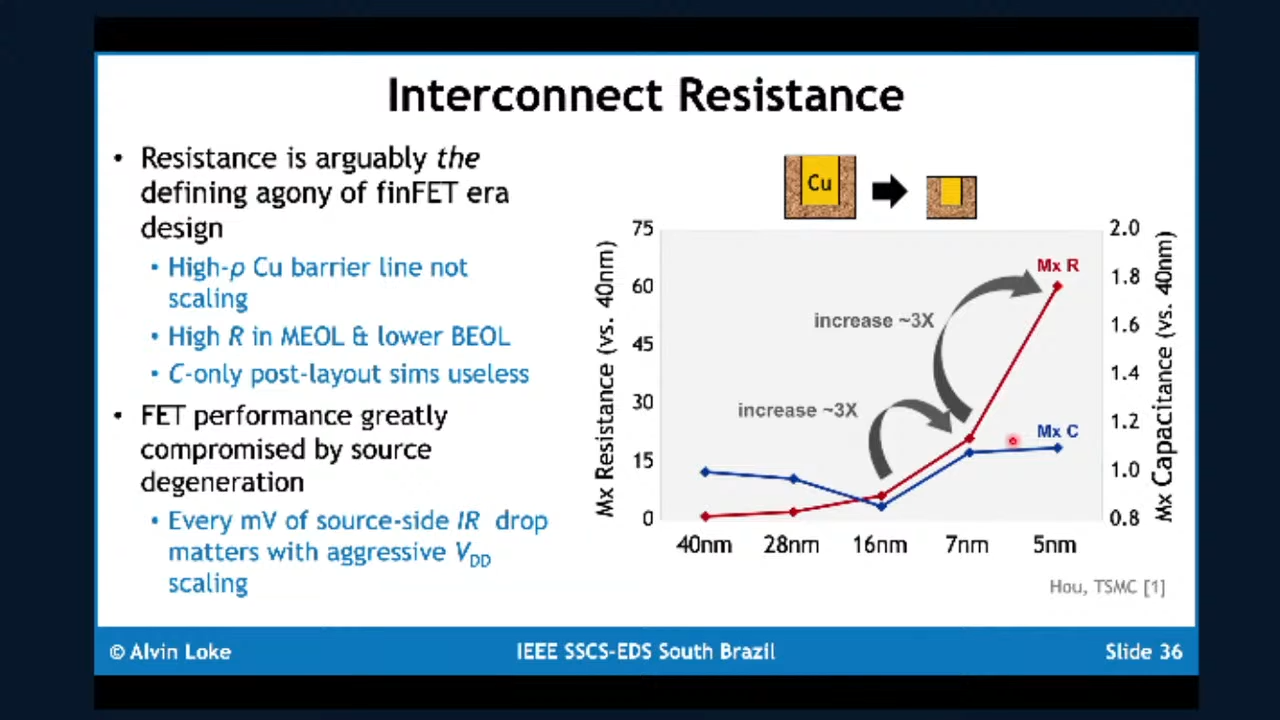 Interconnect Resistance
• Resistance is arguably the
defining agony of finFET era
design
• High-ρ Cu barrier line not
scaling
• High R in MEOL & lower BEOL
• C-only post-layout sims useless
• FET performance greatly
compromised by source
degeneration
• Every mV of source-side IR drop
matters with aggressive VDD
scaling
Cu
Mx Resistance (vs. 40nm)
75
60
45
30
15
0
Mx R
increase ~3X
increase ~3X
Mx C
2.0
1.8
1.6
1.4
1.2
1.0
0.8
Mx Capacitance (vs. 40nm)
40nm 28nm 16nm 7nm 5nm
Hou, TSMC [1]
© Alvin Loke IEEE SSCS-EDS South Brazil Slide 36